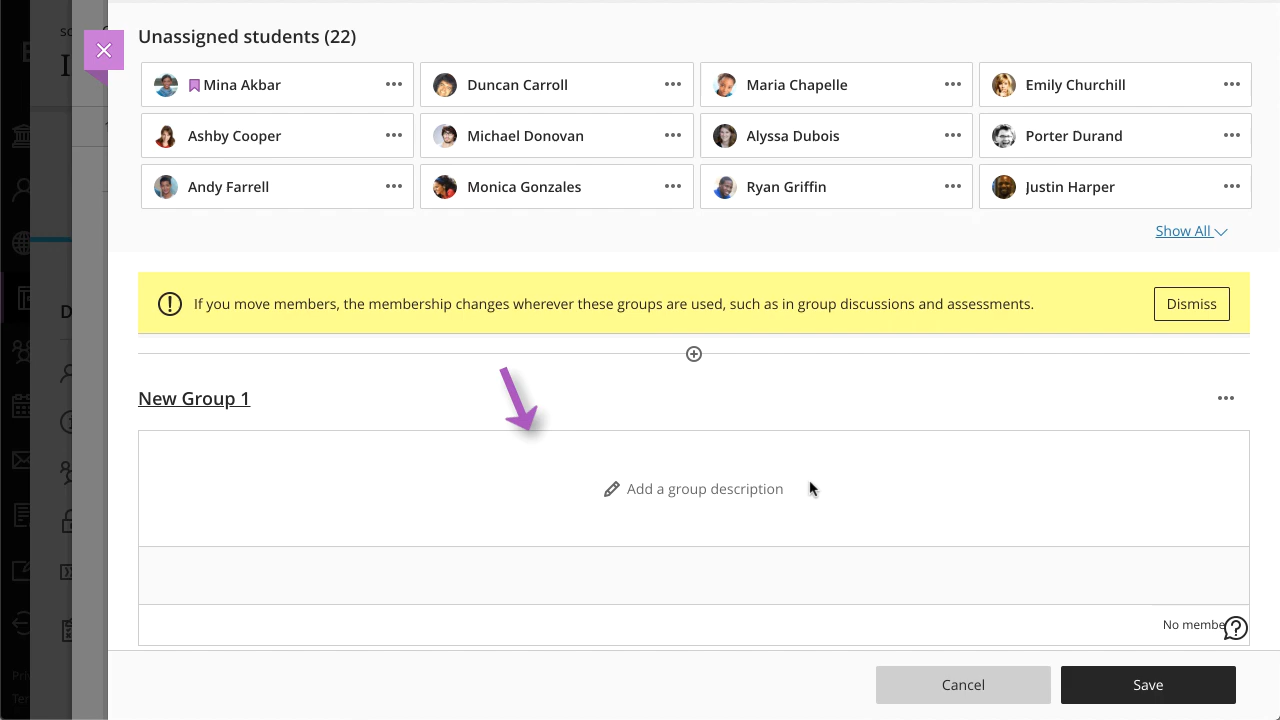 Unassigned students (22)
Mina Akbar
Duncan Carroll
Maria Chapelle
Emily Churchill
Ashby Cooper
Michael Donovan
Alyssa Dubois
Porter Durand
Andy Farrell
Monica Gonzales
Ryan Griffin
Justin Harper
Show All
If you move members, the membership changes wherever these groups are used, such as in group discussions and assessments.
Dismiss
New Group 1
Add a group description
No membe
Cancel
Save